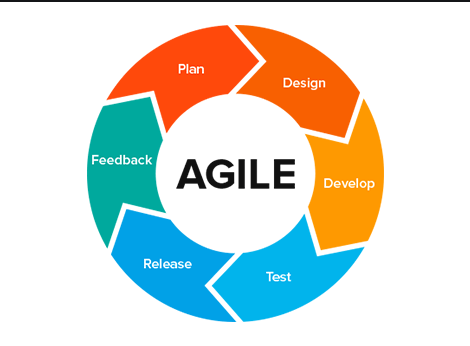 Plan
Design
Develop
Test
Release
Feedback
AGILE